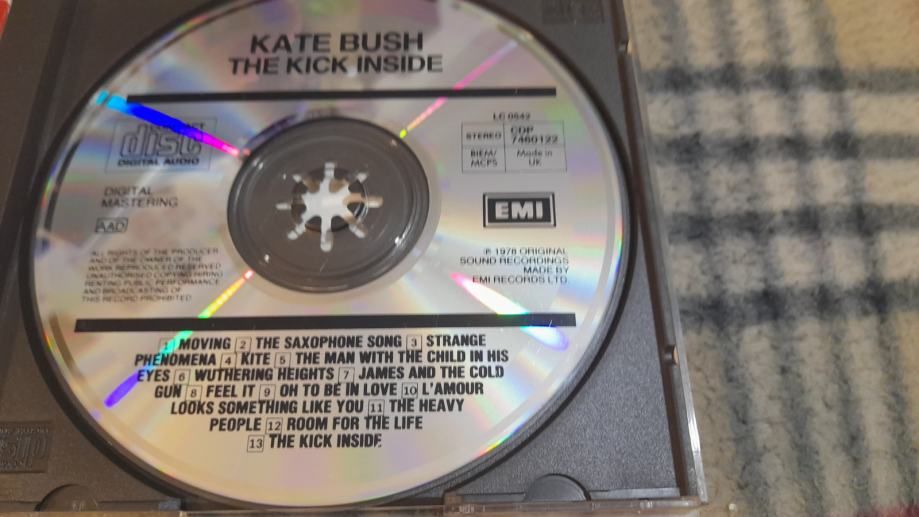 KATE BUSH
THE KICK INSIDE
COMPACT
disc
DIGITAL AUDIO
DIGITAL
MASTERING
AAD
LC 0542
STEREO CDP 7460122
BIEM/MCPS Made in UK
EMI
ALL RIGHTS OF THE PRODUCER
AND OF THE OWNER OF THE
WORK REPRODUCED RESERVED
UNAUTHORISED COPYING HIRING
RENTING PUBLIC PERFORMANCE
AND BROADCASTING OF
THIS RECORD PROHIBITED
℗ 1978 ORIGINAL
SOUND RECORDINGS
MADE BY
EMI RECORDS LTD.
1 MOVING 2 THE SAXOPHONE SONG 3 STRANGE
PHENOMENA 4 KITE 5 THE MAN WITH THE CHILD IN HIS
EYES 6 WUTHERING HEIGHTS 7 JAMES AND THE COLD
GUN 8 FEEL IT 9 OH TO BE IN LOVE 10 L'AMOUR
LOOKS SOMETHING LIKE YOU 11 THE HEAVY
PEOPLE 12 ROOM FOR THE LIFE
13 THE KICK INSIDE